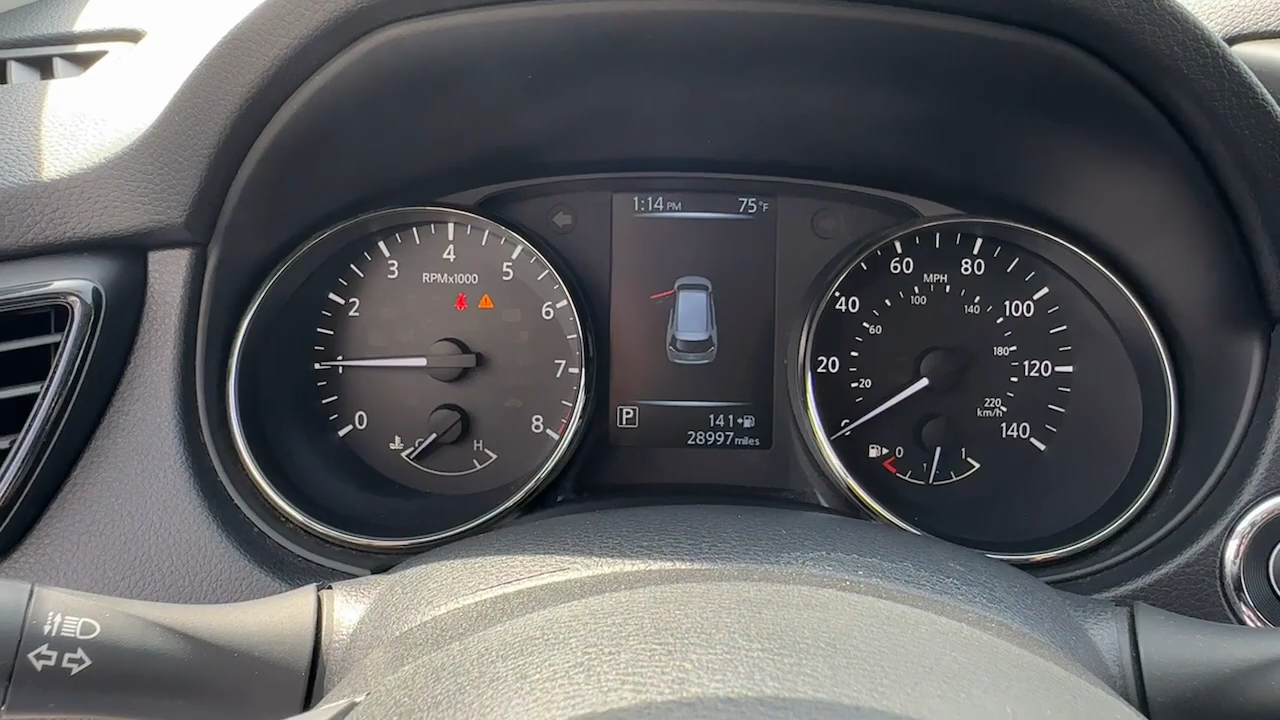 1:14 PM 75°F
4
3 5
RPMx1000
2 6
1 7
0 8
C H
P 141
28997 miles
60 MPH 80
100 140
40 100
60
180
20 120
20
220
km/h
0 140
0 1